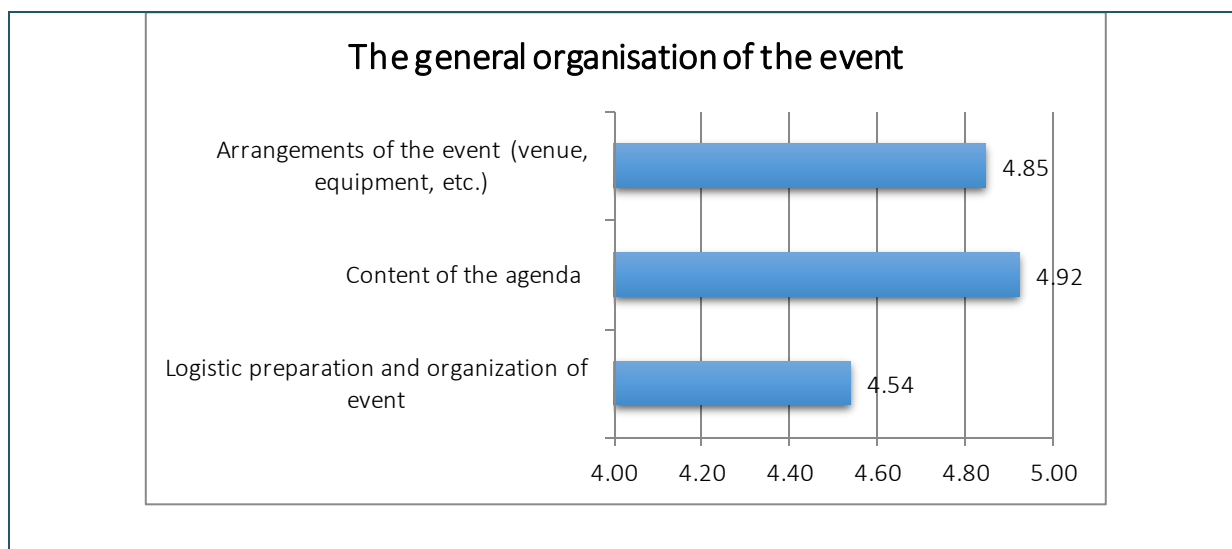 The general organisation of the event
Arrangements of the event (venue,
equipment, etc.)
4.85
Content of the agenda
4.92
Logistic preparation and organization of
event
4.54
4.00 4.20 4.40 4.60 4.80 5.00